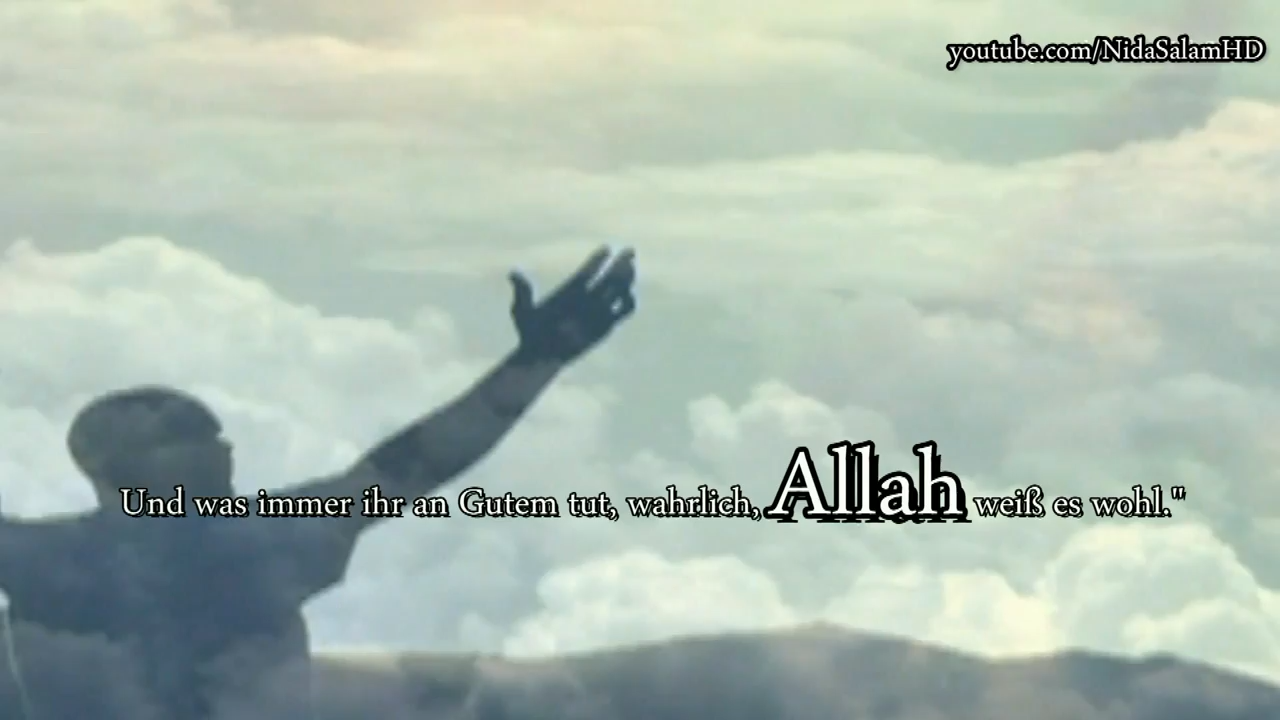 youtube.com/NidaSalamHD
Und was immer ihr an Gutem tut, wahrlich, Allah weiß es wohl."